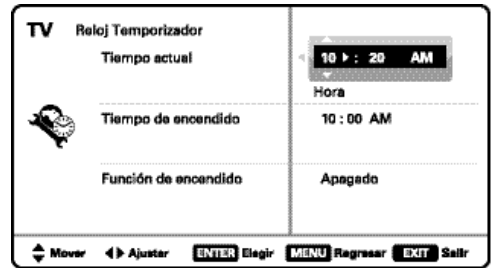 TV Reloj Temporizador
Tiempo actual 10 : 20 AM
Hora
Tiempo de encendido 10 : 00 AM
Función de encendido Apagado
Mover Ajustar ENTER Elegir MENU Regresar EXIT Salir